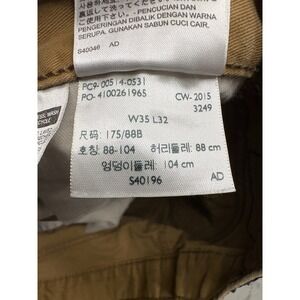 PENCUCIAN DAN
PENGERINGAN DIBALIK DENGAN WARNA
SERUPA. GUNAKAN SABUN CUCI CAIR.
S40046 AD
PC9-00514-0531
PO-4100261965 CW-2015
3249
W35 L32
尺码: 175/88B
호칭: 88-104 허리둘레: 88 cm
엉덩이둘레: 104 cm
S40196 AD